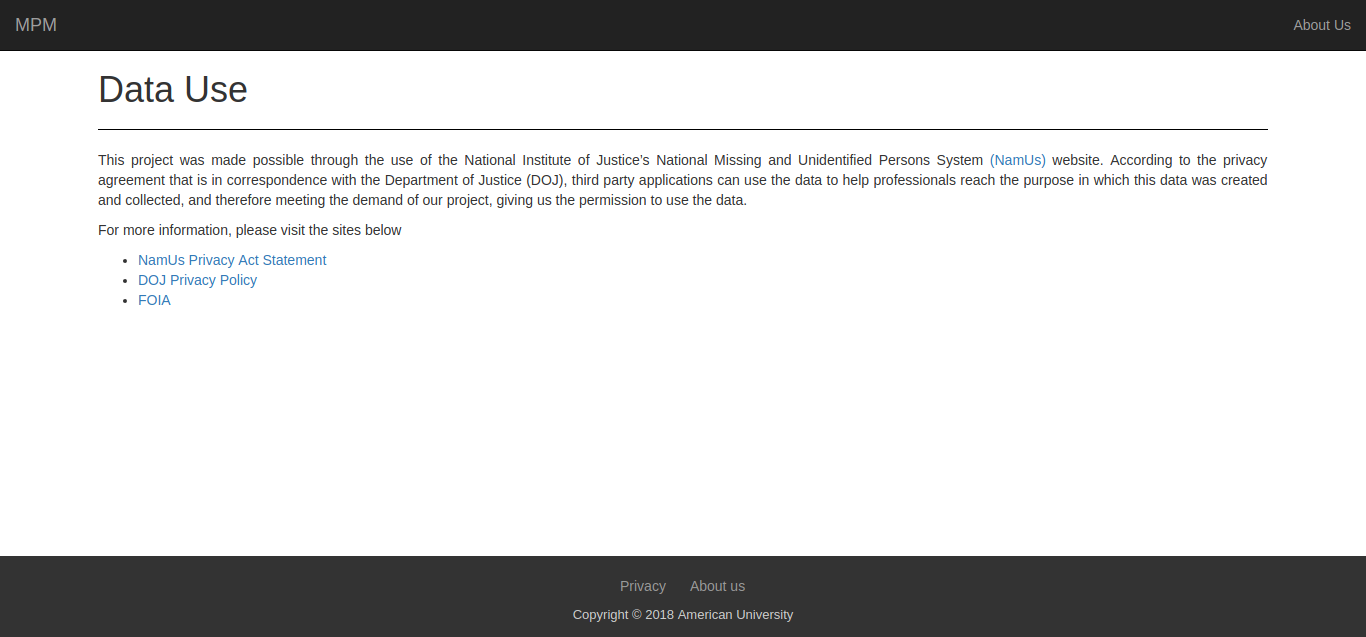 MPM
About Us
Data Use
This project was made possible through the use of the National Institute of Justice’s National Missing and Unidentified Persons System (NamUs) website. According to the privacy
agreement that is in correspondence with the Department of Justice (DOJ), third party applications can use the data to help professionals reach the purpose in which this data was created
and collected, and therefore meeting the demand of our project, giving us the permission to use the data.
For more information, please visit the sites below
• NamUs Privacy Act Statement
• DOJ Privacy Policy
• FOIA
Privacy About us
Copyright © 2018 American University